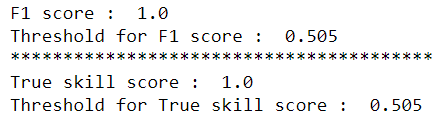 F1 score :  1.0
Threshold for F1 score :  0.505
****************************************
True skill score :  1.0
Threshold for True skill score :  0.505